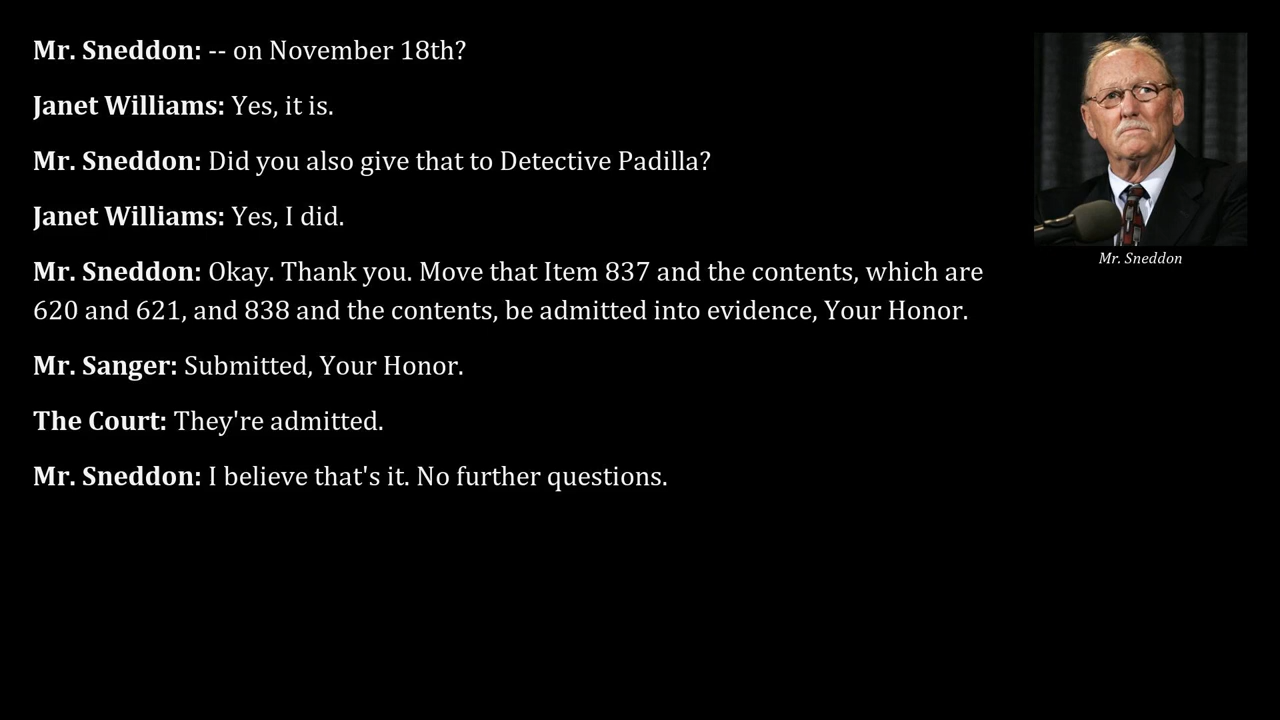 Mr. Sneddon: -- on November 18th?
Janet Williams: Yes, it is.
Mr. Sneddon: Did you also give that to Detective Padilla?
Janet Williams: Yes, I did.
Mr. Sneddon: Okay. Thank you. Move that Item 837 and the contents, which are
620 and 621, and 838 and the contents, be admitted into evidence, Your Honor.
Mr. Sanger: Submitted, Your Honor.
The Court: They're admitted.
Mr. Sneddon: I believe that's it. No further questions.
Mr. Sneddon